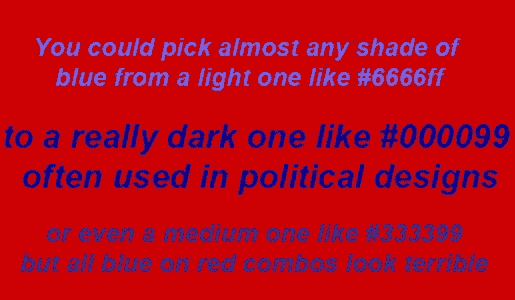 You could pick almost any shade of
blue from a light one like #6666ff
to a really dark one like #000099
often used in political designs
or even a medium one like #333399
but all blue on red combos look terrible